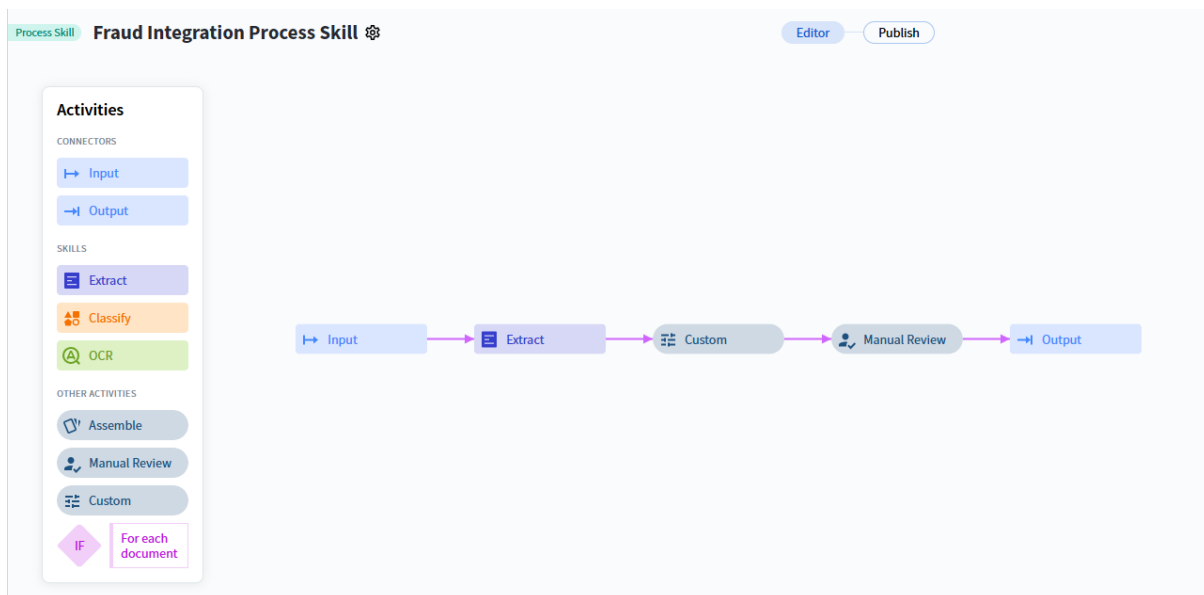 Process Skill
Fraud Integration Process Skill
Editor
Publish
Activities
CONNECTORS
Input
Output
SKILLS
Extract
Classify
OCR
OTHER ACTIVITIES
Assemble
Manual Review
Custom
IF
For each
document
Input
Extract
Custom
Manual Review
Output